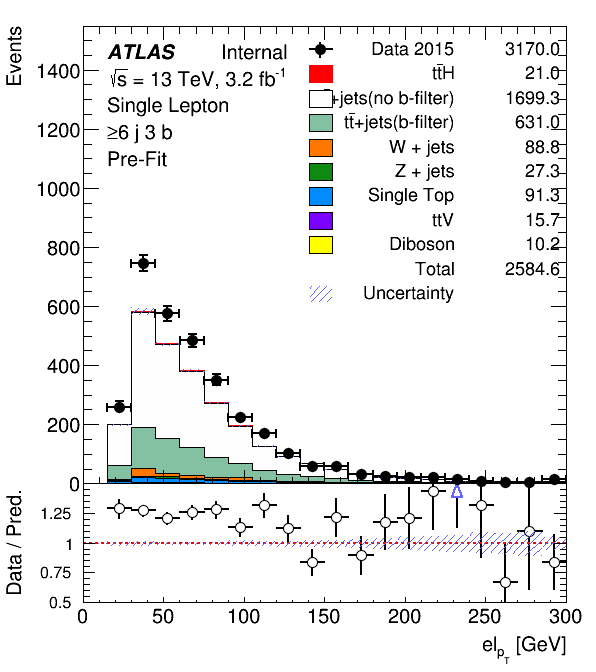 Events
ATLAS Internal
√s = 13 TeV, 3.2 fb⁻¹
Single Lepton
≥6 j 3 b
Pre-Fit
Data 2015 3170.0
tt̄H 21.0
+jets(no b-filter) 1699.3
tt̄+jets(b-filter) 631.0
W + jets 88.8
Z + jets 27.3
Single Top 91.3
ttV 15.7
Diboson 10.2
Total 2584.6
Uncertainty
1400
1200
1000
800
600
400
200
0
Data / Pred.
1.25
1
0.75
0.5
0 50 100 150 200 250 300
el_p_T [GeV]